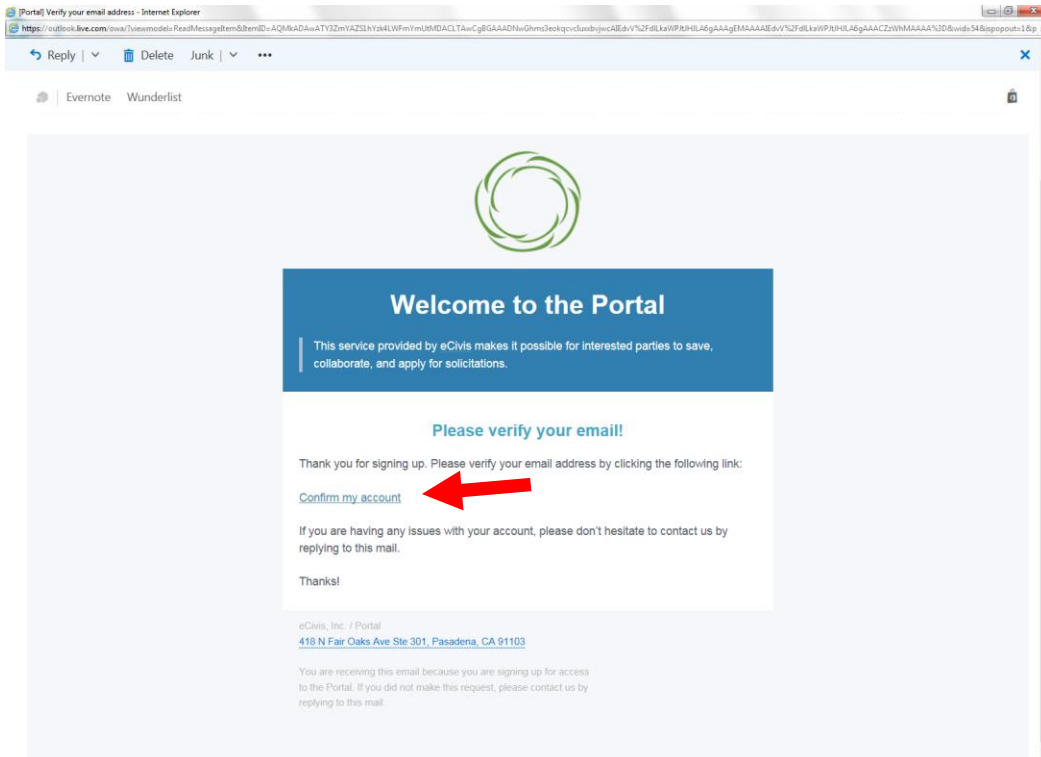 [Portal] Verify your email address - Internet Explorer
Reply | Delete Junk | •••
Evernote Wunderlist
Welcome to the Portal
This service provided by eCivis makes it possible for interested parties to save,
collaborate, and apply for solicitations.
Please verify your email!
Thank you for signing up. Please verify your email address by clicking the following link:
Confirm my account
If you are having any issues with your account, please don't hesitate to contact us by
replying to this mail.
Thanks!
eCivis, Inc. / Portal
418 N Fair Oaks Ave Ste 301, Pasadena, CA 91103
You are receiving this email because you are signing up for access
to the Portal. If you did not make this request, please contact us by
replying to this mail.